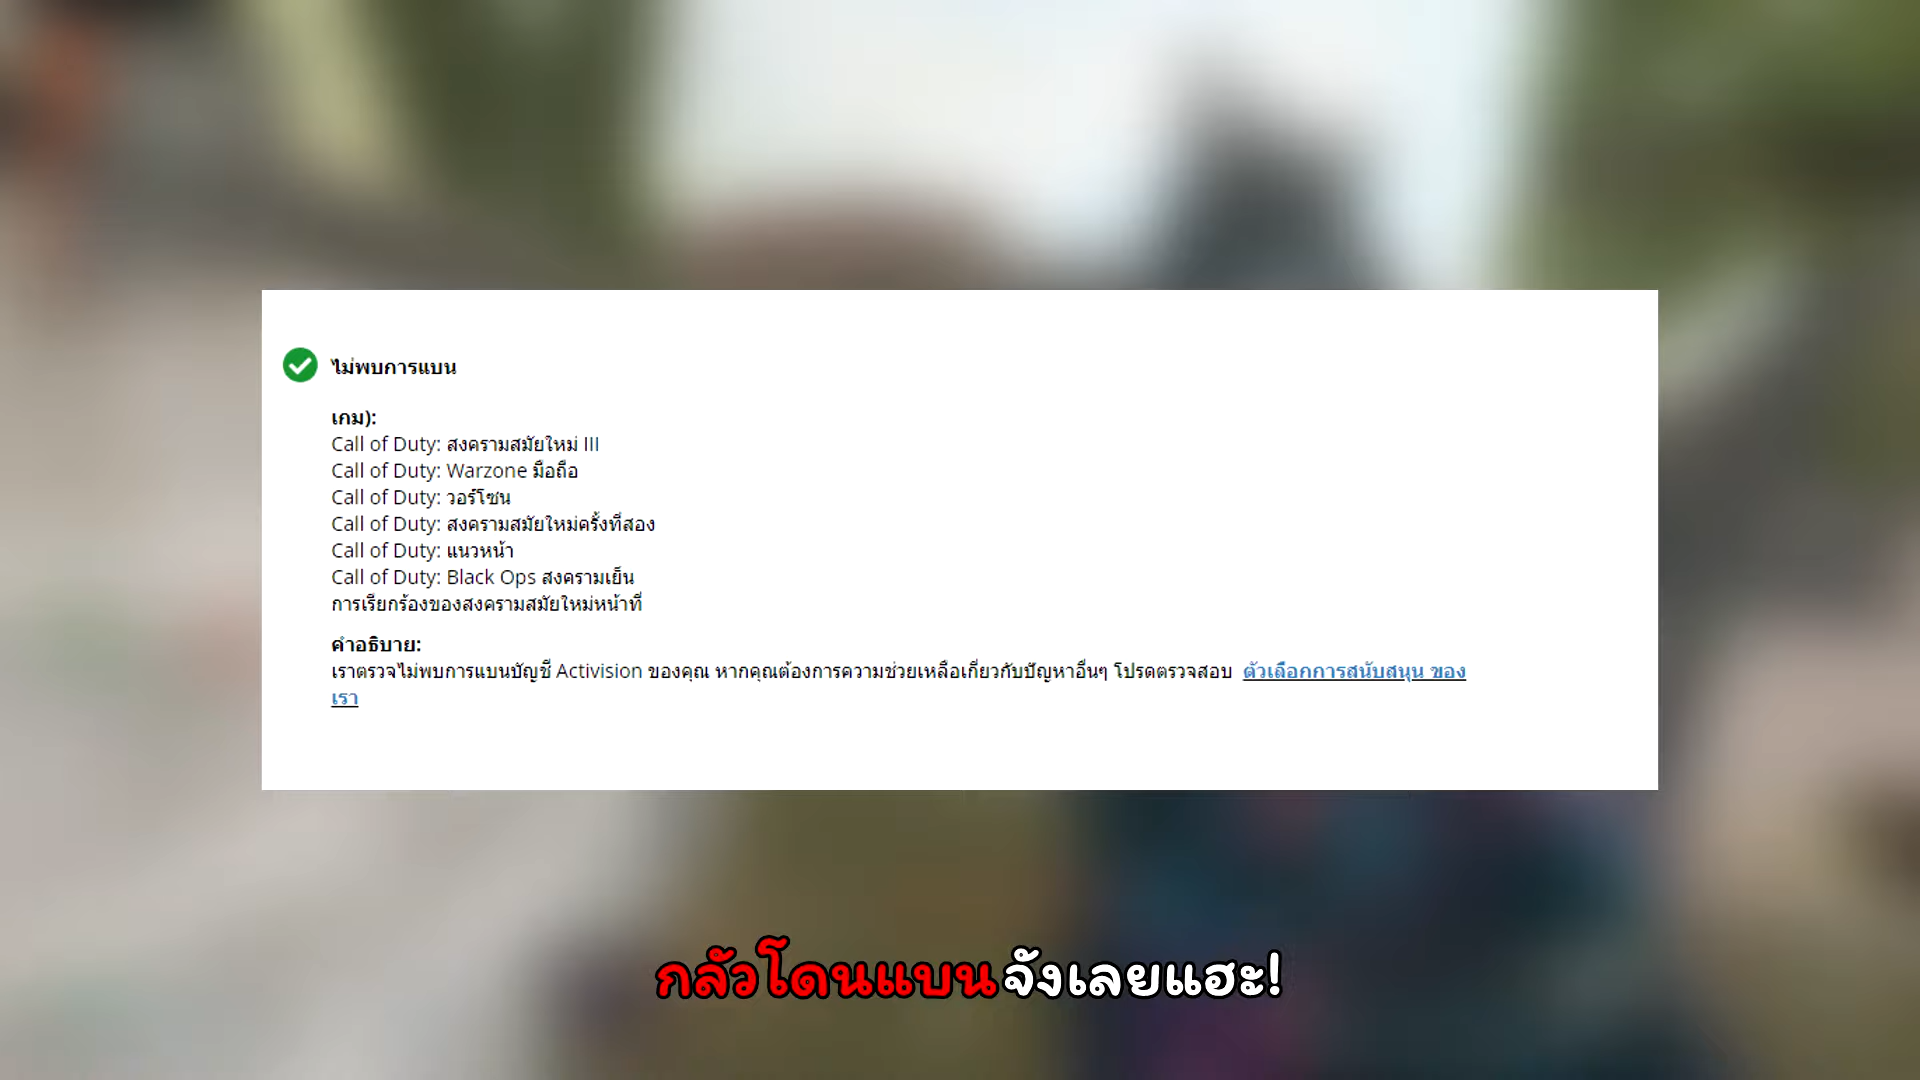 ไม่พบการแบน
เกม):
Call of Duty: สงครามสมัยใหม่ III
Call of Duty: Warzone มือถือ
Call of Duty: วอร์โซน
Call of Duty: สงครามสมัยใหม่ครั้งที่สอง
Call of Duty: แนวหน้า
Call of Duty: Black Ops สงครามเย็น
การเรียกร้องของสงครามสมัยใหม่หน้าที่
คำอธิบาย:
เราตรวจไม่พบการแบนบัญชี Activision ของคุณ หากคุณต้องการความช่วยเหลือเกี่ยวกับปัญหาอื่นๆ โปรดตรวจสอบ ตัวเลือกการสนับสนุน ของ
เรา
กลัวโดนแบนจังเลยแฮะ!